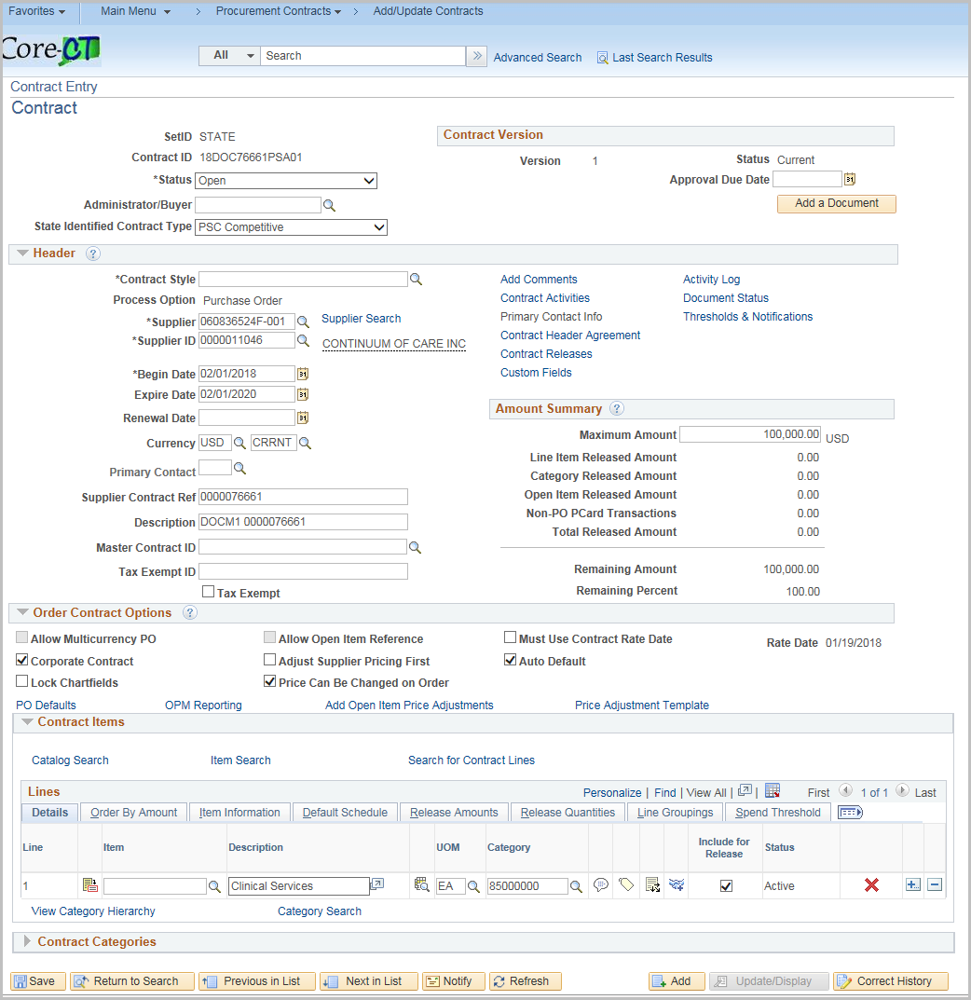 Favorites Main Menu > Procurement Contracts > Add/Update Contracts
Core-CT
All Search >> Advanced Search Last Search Results
Contract Entry
Contract
SetID STATE
Contract ID 18DOC76661PSA01
*Status Open
Administrator/Buyer
State Identified Contract Type PSC Competitive
Contract Version
Version 1 Status Current
Approval Due Date 31
Add a Document
Header ?
*Contract Style
Process Option Purchase Order
*Supplier 060836524F-001 Supplier Search
*Supplier ID 0000011046 CONTINUUM OF CARE INC
*Begin Date 02/01/2018 31
Expire Date 02/01/2020 31
Renewal Date 31
Currency USD CRRNT
Primary Contact
Supplier Contract Ref 0000076661
Description DOCM1 0000076661
Master Contract ID
Tax Exempt ID
Tax Exempt
Add Comments Activity Log
Contract Activities Document Status
Primary Contact Info Thresholds & Notifications
Contract Header Agreement
Contract Releases
Custom Fields
Amount Summary ?
Maximum Amount 100,000.00 USD
Line Item Released Amount 0.00
Category Released Amount 0.00
Open Item Released Amount 0.00
Non-PO PCard Transactions 0.00
Total Released Amount 0.00
Remaining Amount 100,000.00
Remaining Percent 100.00
Order Contract Options ?
Allow Multicurrency PO Allow Open Item Reference Must Use Contract Rate Date Rate Date 01/19/2018
Corporate Contract Adjust Supplier Pricing First Auto Default
Lock Chartfields Price Can Be Changed on Order
PO Defaults OPM Reporting Add Open Item Price Adjustments Price Adjustment Template
Contract Items
Catalog Search Item Search Search for Contract Lines
Lines Personalize | Find | View All | | First 1 of 1 Last
Details Order By Amount Item Information Default Schedule Release Amounts Release Quantities Line Groupings Spend Threshold
Line Item Description UOM Category Include for Release Status
1 Clinical Services EA 85000000 Active
View Category Hierarchy Category Search
Contract Categories
Save Return to Search Previous in List Next in List Notify Refresh Add Update/Display Correct History